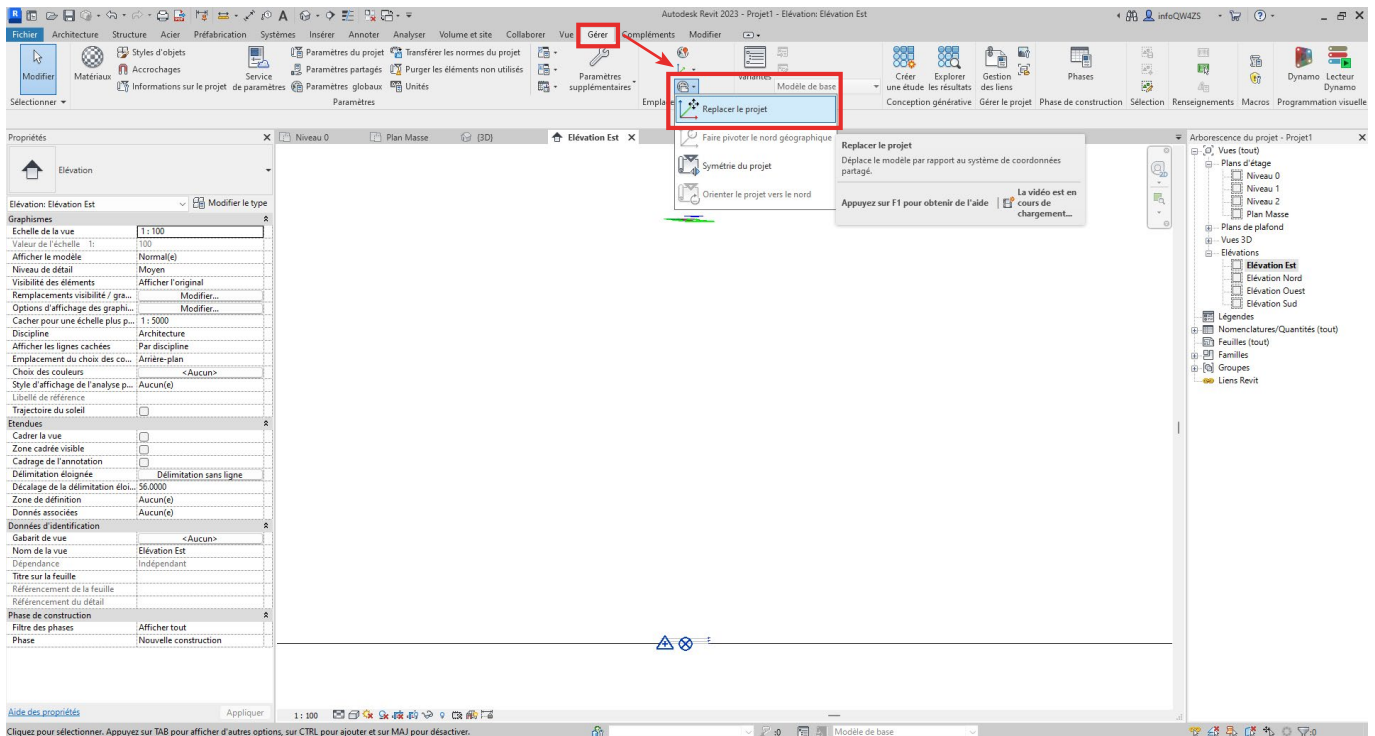 Autodesk Revit 2023 - Projet1 - Elévation: Elévation Est
infoQW4ZS
Fichier Architecture Structure Acier Préfabrication Systèmes Insérer Annoter Analyser Volume et site Collaborer Vue Gérer Compléments Modifier
Modifier
Matériaux
Styles d'objets
Accrochages
Informations sur le projet
Service de paramètres
Paramètres du projet
Paramètres partagés
Paramètres globaux
Transférer les normes du projet
Purger les éléments non utilisés
Unités
Paramètres supplémentaires
Variantes
Modèle de base
Créer une étude
Explorer les résultats
Gestion des liens
Phases
Dynamo
Lecteur Dynamo
Sélectionner
Paramètres
Conception générative
Gérer le projet
Phase de construction
Sélection
Renseignements
Macros
Programmation visuelle
Replacer le projet
Faire pivoter le nord géographique
Symétrie du projet
Orienter le projet vers le nord
Replacer le projet
Déplace le modèle par rapport au système de coordonnées
partagé.
Appuyez sur F1 pour obtenir de l'aide
La vidéo est en
cours de
chargement...
Propriétés
Niveau 0
Plan Masse
{3D}
Elévation Est
Elévation
Elévation: Elévation Est
Modifier le type
Graphismes
Echelle de la vue 1 : 100
Valeur de l'échelle 1: 100
Afficher le modèle Normal(e)
Niveau de détail Moyen
Visibilité des éléments Afficher l'original
Remplacements visibilité / gra... Modifier...
Options d'affichage des graphi... Modifier...
Cacher pour une échelle plus p... 1 : 5000
Discipline Architecture
Afficher les lignes cachées Par discipline
Emplacement du choix des co... Arrière-plan
Choix des couleurs <Aucun>
Style d'affichage de l'analyse p... Aucun(e)
Libellé de référence
Trajectoire du soleil
Etendues
Cadrer la vue
Zone cadrée visible
Cadrage de l'annotation
Délimitation éloignée Délimitation sans ligne
Décalage de la délimitation éloi... 56.0000
Zone de définition Aucun(e)
Donnés associées Aucun(e)
Données d'identification
Gabarit de vue <Aucun>
Nom de la vue Elévation Est
Dépendance Indépendant
Titre sur la feuille
Référencement de la feuille
Référencement du détail
Phase de construction
Filtre des phases Afficher tout
Phase Nouvelle construction
Aide des propriétés
Appliquer
Arborescence du projet - Projet1
Vues (tout)
Plans d'étage
Niveau 0
Niveau 1
Niveau 2
Plan Masse
Plans de plafond
Vues 3D
Elévations
Elévation Est
Elévation Nord
Elévation Ouest
Elévation Sud
Légendes
Nomenclatures/Quantités (tout)
Feuilles (tout)
Familles
Groupes
Liens Revit
1 : 100
Cliquez pour sélectionner. Appuyez sur TAB pour afficher d'autres options, sur CTRL pour ajouter et sur MAJ pour désactiver.
:0
Modèle de base
:0